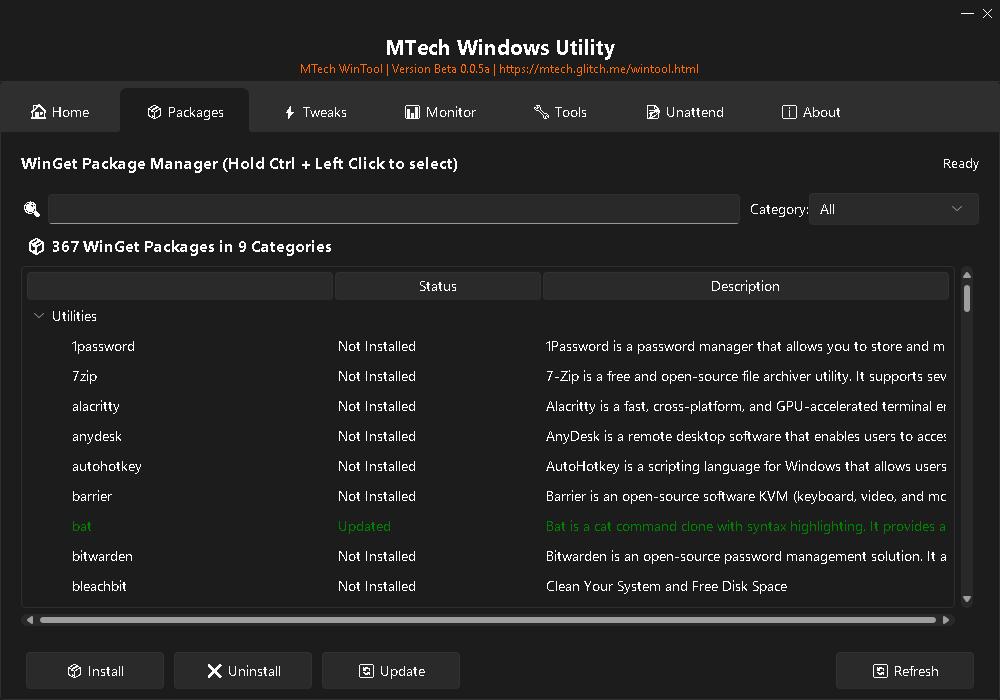 MTech Windows Utility
MTech WinTool | Version Beta 0.0.5a | https://mtech.glitch.me/wintool.html
Home Packages Tweaks Monitor Tools Unattend About
WinGet Package Manager (Hold Ctrl + Left Click to select) Ready
Category: All
367 WinGet Packages in 9 Categories
Status Description
Utilities
1password Not Installed 1Password is a password manager that allows you to store and m
7zip Not Installed 7-Zip is a free and open-source file archiver utility. It supports sev
alacritty Not Installed Alacritty is a fast, cross-platform, and GPU-accelerated terminal
anydesk Not Installed AnyDesk is a remote desktop software that enables users to acces
autohotkey Not Installed AutoHotkey is a scripting language for Windows that allows users
barrier Not Installed Barrier is an open-source software KVM (keyboard, video, and
bat Updated Bat is a cat command clone with syntax highlighting. It provides a
bitwarden Not Installed Bitwarden is an open-source password management solution. It a
bleachbit Not Installed Clean Your System and Free Disk Space
Install Uninstall Update Refresh